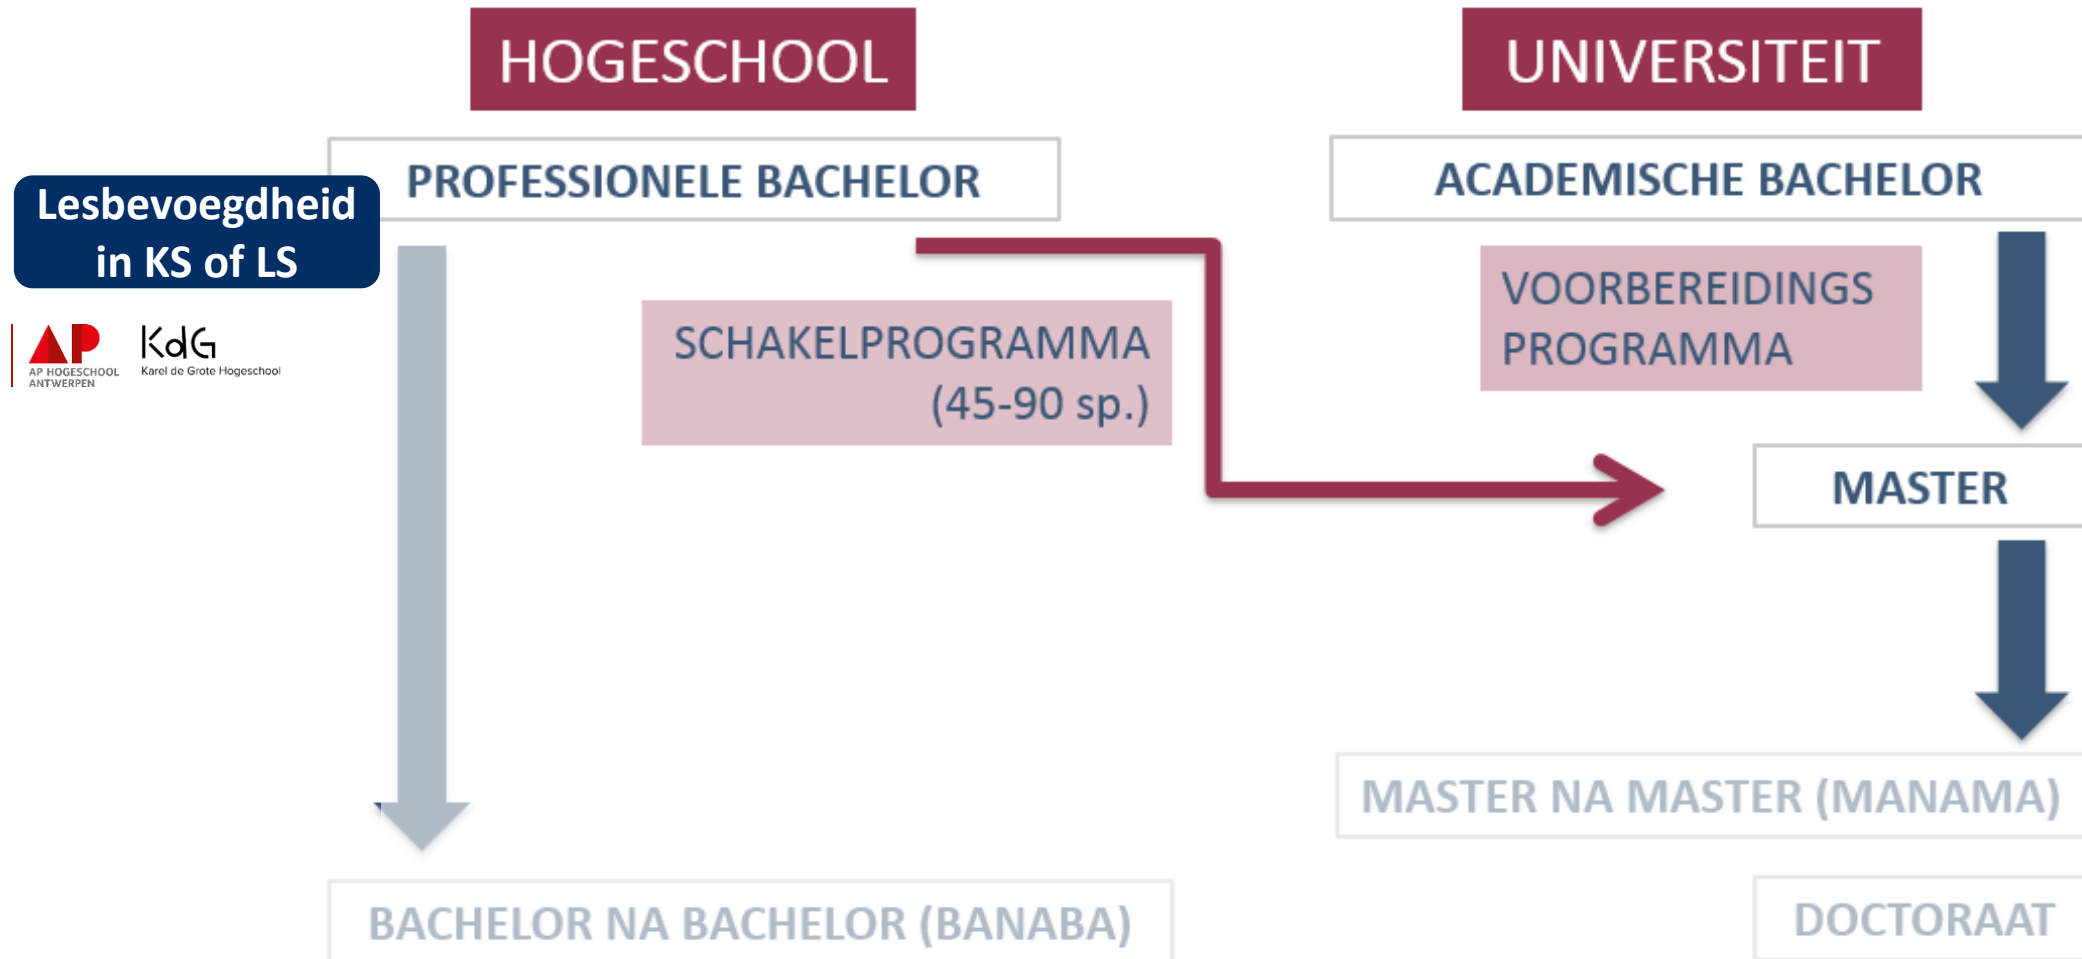 HOGESCHOOL
UNIVERSITEIT
PROFESSIONELE BACHELOR
ACADEMISCHE BACHELOR
Lesbevoegdheid
in KS of LS
AP HOGESCHOOL
ANTWERPEN
KdG
Karel de Grote Hogeschool
SCHAKELPROGRAMMA
(45-90 sp.)
VOORBEREIDINGS
PROGRAMMA
MASTER
MASTER NA MASTER (MANAMA)
BACHELOR NA BACHELOR (BANABA)
DOCTORAAT